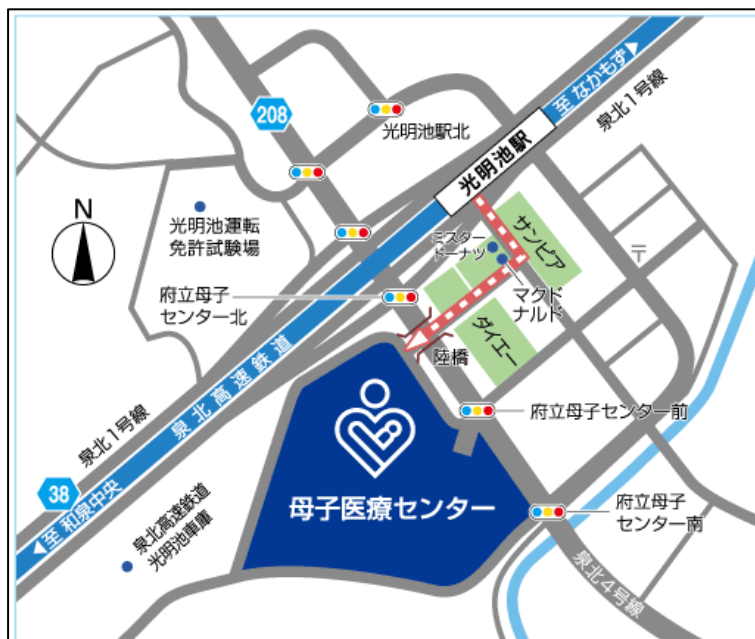 至 なかもず▶
泉北1号線
208
光明池駅北
光明池駅
N
光明池運転
免許試験場
ミスター
ドーナツ
サンピア
〒
マクド
ナルド
府立母子
センター北
ダイエー
陸橋
泉北高速鉄道
泉北1号線
府立母子センター前
38
◀至 和泉中央
母子医療センター
泉北高速鉄道
光明池車庫
府立母子
センター南
泉北4号線